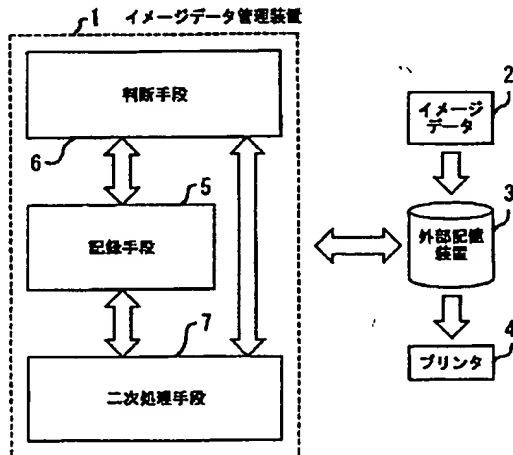 1 イメージデータ管理装置
判断手段
6
5
記録手段
7
二次処理手段
2
イメージ
データ
3
外部記憶
装置
4
プリンタ